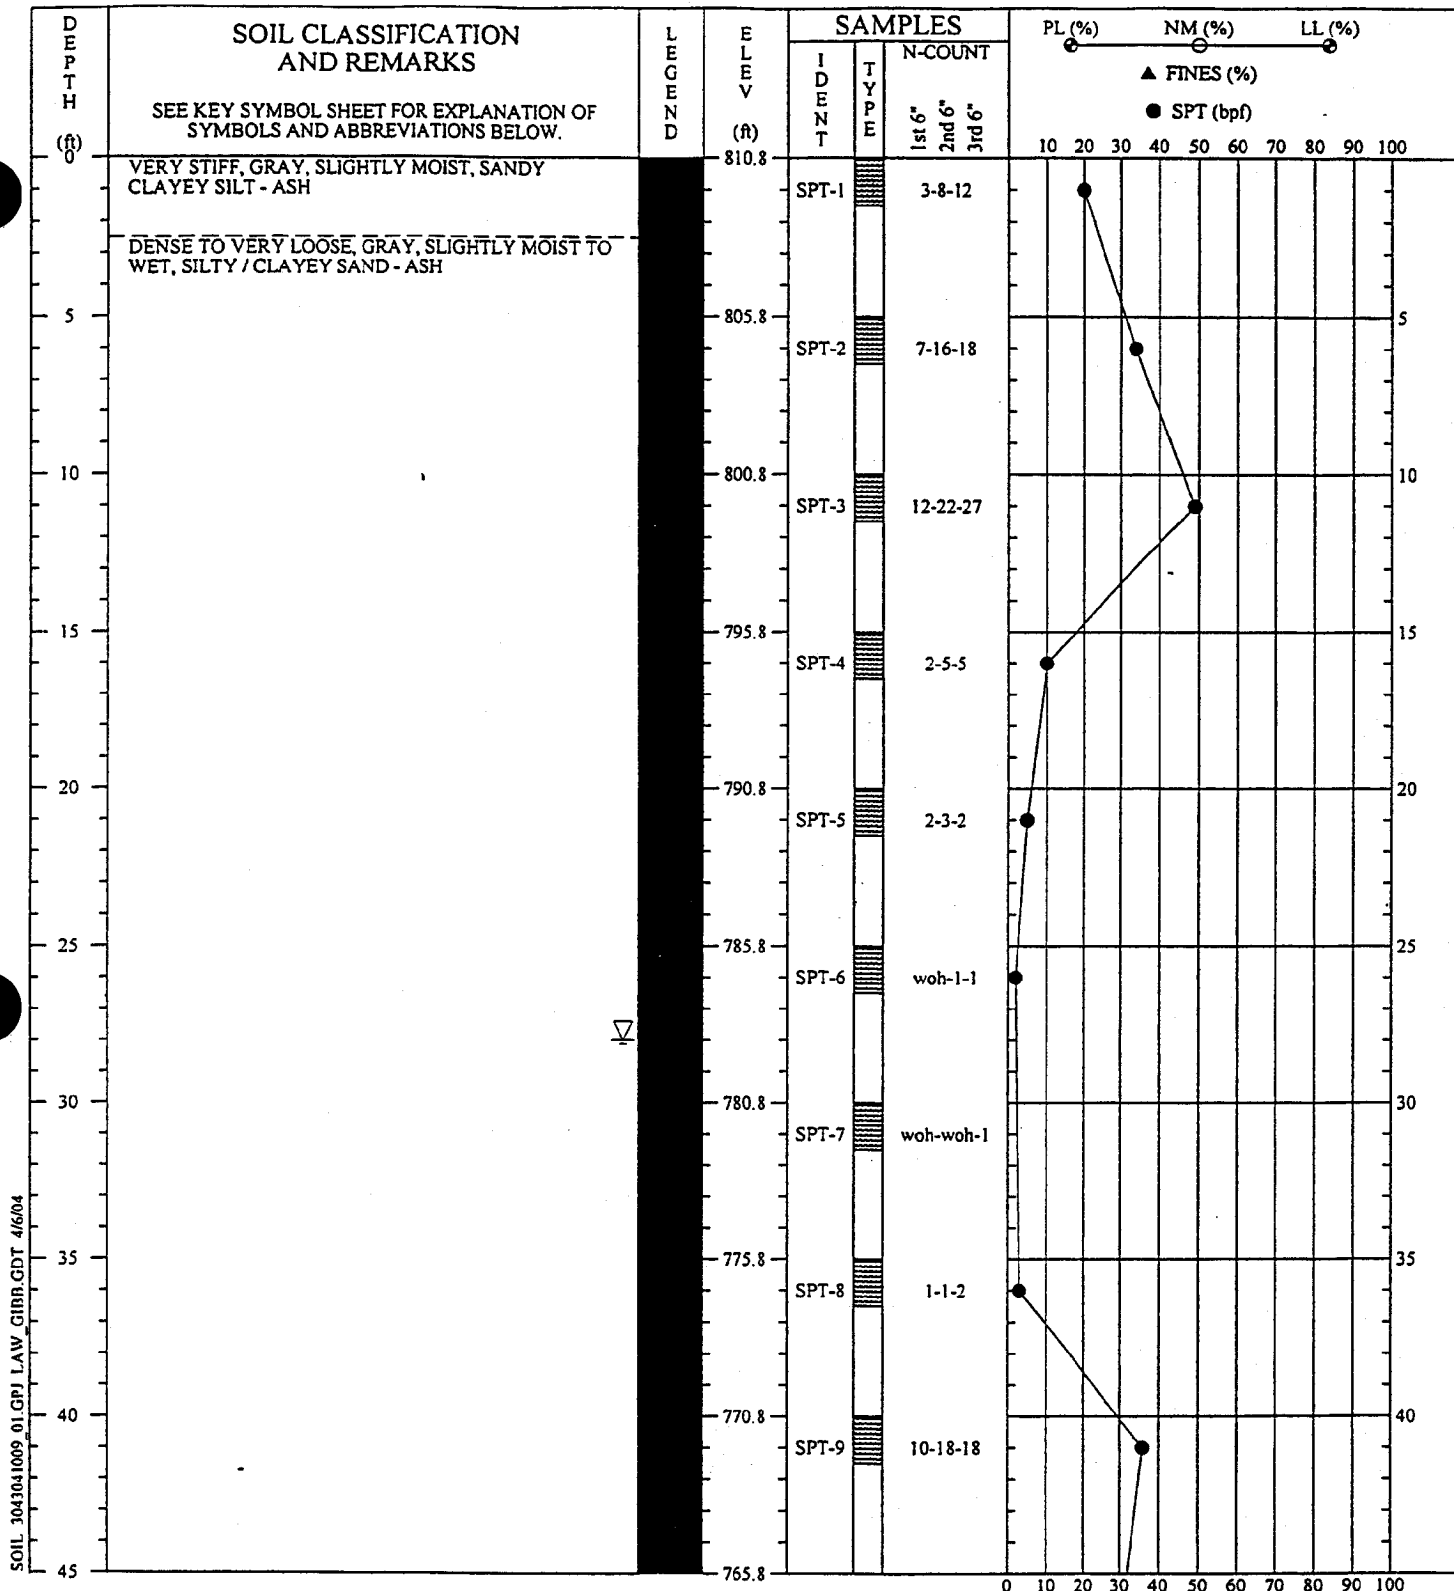 DEPTH (ft)
SOIL CLASSIFICATION
AND REMARKS
SEE KEY SYMBOL SHEET FOR EXPLANATION OF
SYMBOLS AND ABBREVIATIONS BELOW.
LEGEND
ELEV (ft)
SAMPLES
IDENT
TYPE
N-COUNT
1st 6"
2nd 6"
3rd 6"
PL (%) NM (%) LL (%)
▲ FINES (%)
● SPT (bpf)
10 20 30 40 50 60 70 80 90 100
0 810.8
VERY STIFF, GRAY, SLIGHTLY MOIST, SANDY
CLAYEY SILT - ASH
SPT-1 3-8-12
DENSE TO VERY LOOSE, GRAY, SLIGHTLY MOIST TO
WET, SILTY / CLAYEY SAND - ASH
5 805.8 5
SPT-2 7-16-18
10 800.8 10
SPT-3 12-22-27
15 795.8 15
SPT-4 2-5-5
20 790.8 20
SPT-5 2-3-2
25 785.8 25
SPT-6 woh-1-1
30 780.8 30
SPT-7 woh-woh-1
35 775.8 35
SPT-8 1-1-2
40 770.8 40
SPT-9 10-18-18
45 765.8
0 10 20 30 40 50 60 70 80 90 100
SOIL 3043041009_01.GPJ LAW_GIBB.GDT 4/6/04